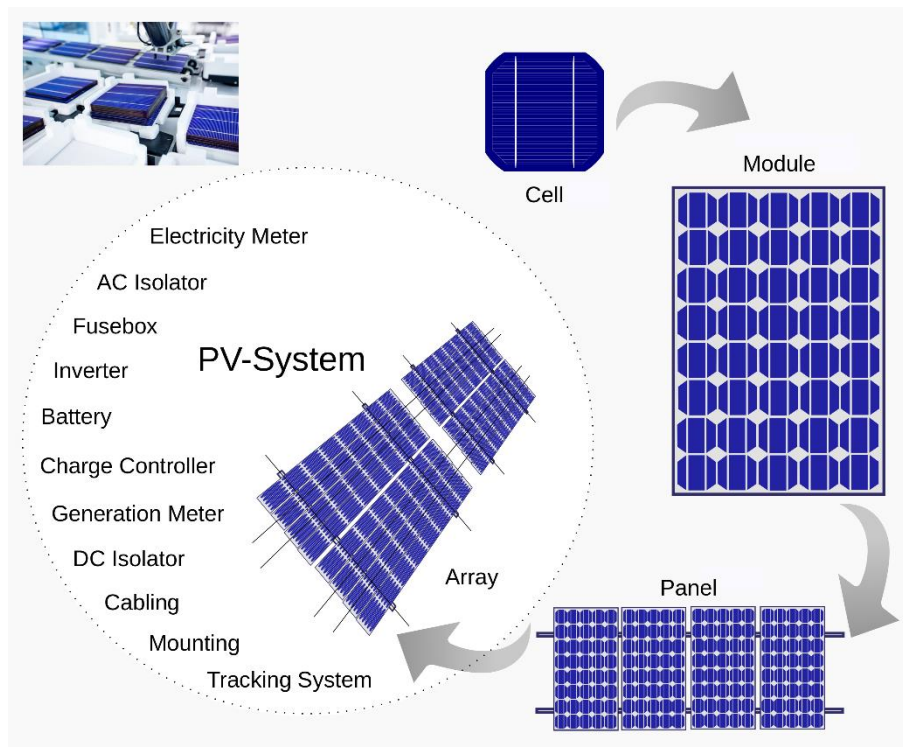 Cell
Module
Electricity Meter
AC Isolator
Fusebox
PV-System
Inverter
Battery
Charge Controller
Generation Meter
DC Isolator
Array
Panel
Cabling
Mounting
Tracking System